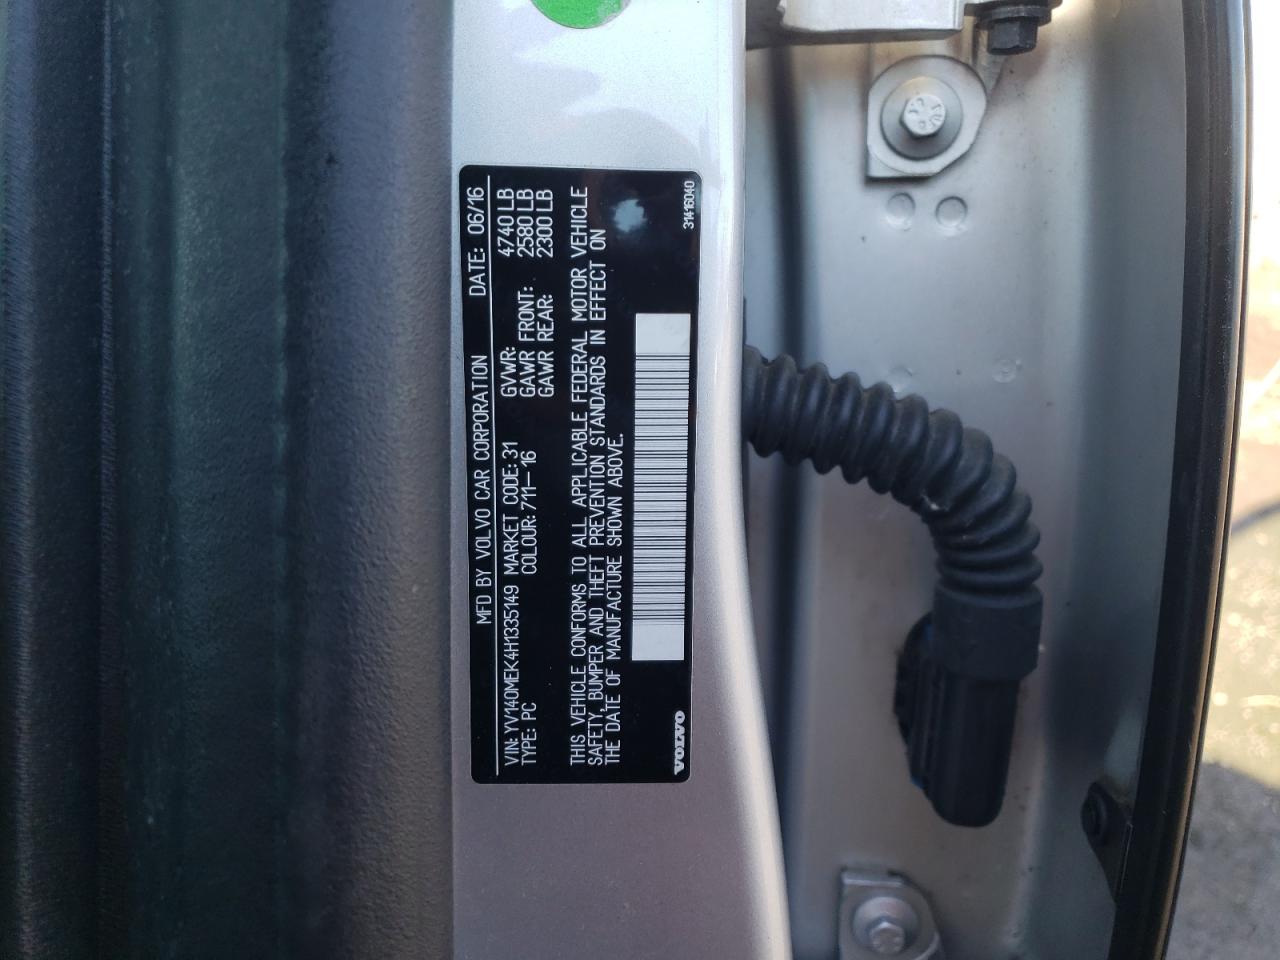 MFD BY VOLVO CAR CORPORATION DATE: 06/16
VIN: YV140MEK4H1335149 MARKET CODE: 31 GVWR: 4740 LB
TYPE: PC COLOUR: 711-16 GAWR FRONT: 2580 LB
GAWR REAR: 2300 LB
THIS VEHICLE CONFORMS TO ALL APPLICABLE FEDERAL MOTOR VEHICLE
SAFETY, BUMPER AND THEFT PREVENTION STANDARDS IN EFFECT ON
THE DATE OF MANUFACTURE SHOWN ABOVE.
VOLVO 31416040